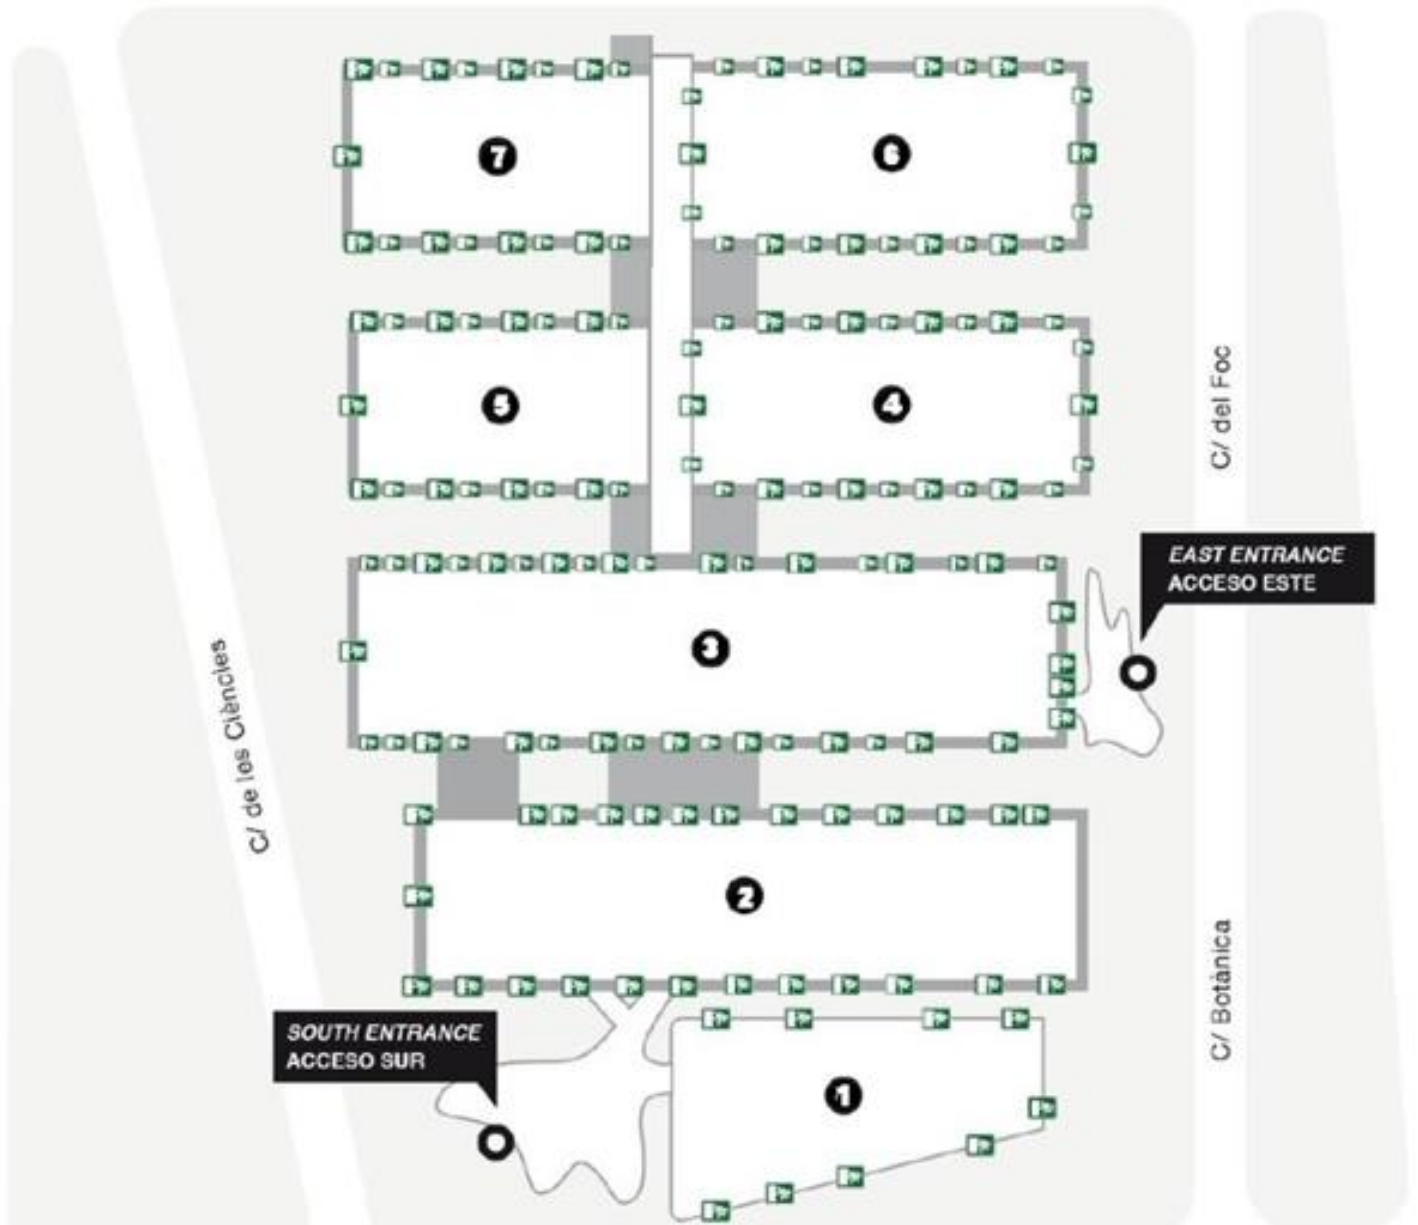 7
6
5
4
C/ del Foc
EAST ENTRANCE
ACCESO ESTE
3
C/ de les Ciències
2
C/ Botànica
SOUTH ENTRANCE
ACCESO SUR
1